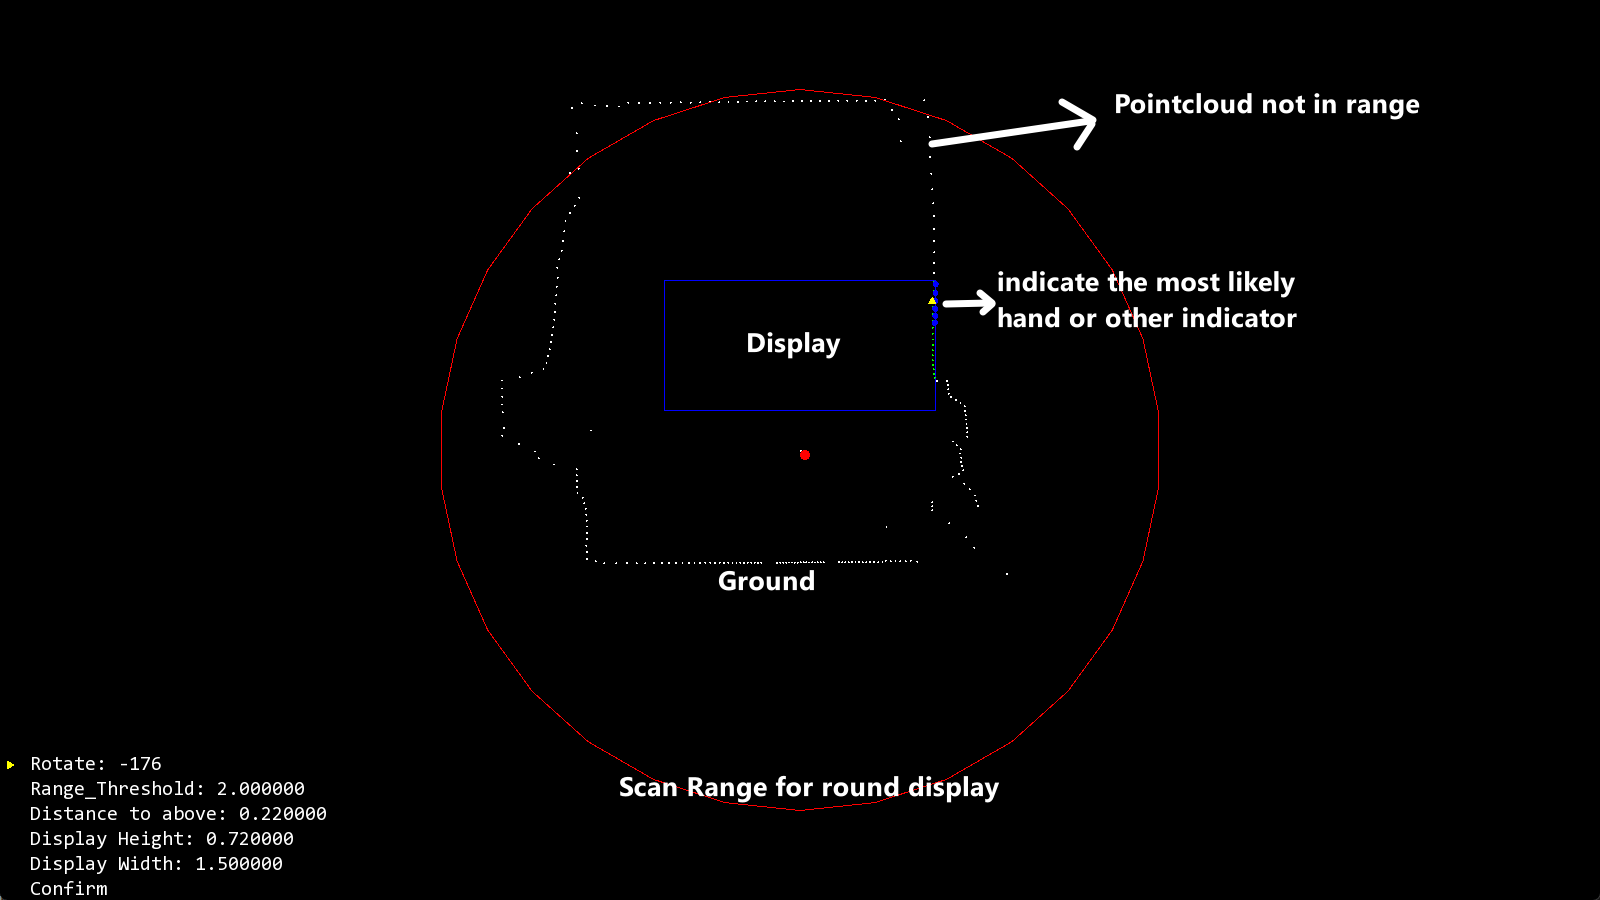 Pointcloud not in range
indicate the most likely
hand or other indicator
Display
Ground
Scan Range for round display
Rotate: -176
Range_Threshold: 2.000000
Distance to above: 0.220000
Display Height: 0.720000
Display Width: 1.500000
Confirm